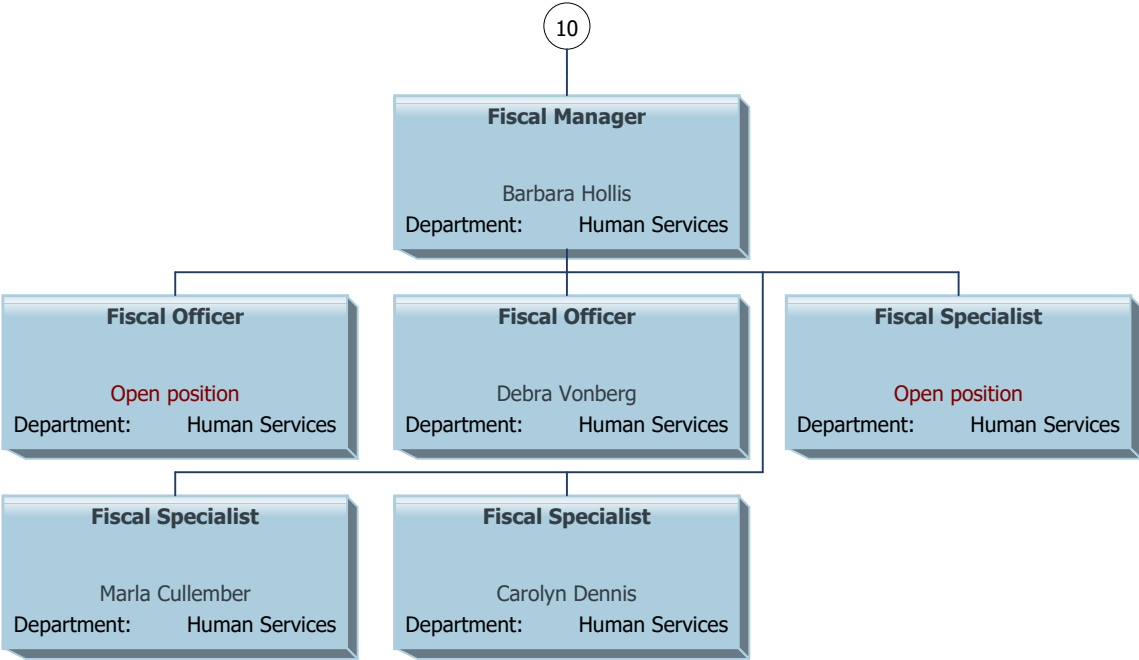 10
Fiscal Manager
Barbara Hollis
Department: Human Services
Fiscal Officer
Open position
Department: Human Services
Fiscal Officer
Debra Vonberg
Department: Human Services
Fiscal Specialist
Open position
Department: Human Services
Fiscal Specialist
Marla Cullember
Department: Human Services
Fiscal Specialist
Carolyn Dennis
Department: Human Services